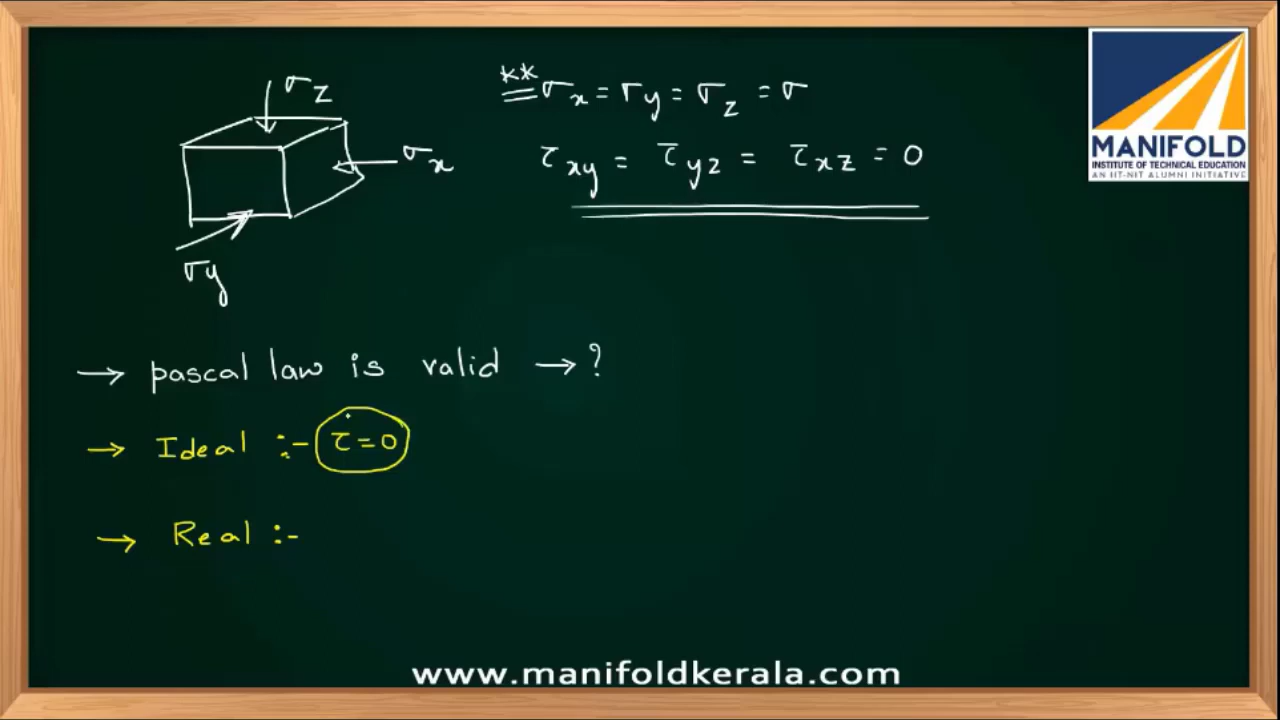 σz
σx
σy
** σx = σy = σz = σ
τxy = τyz = τxz = 0
MANIFOLD
INSTITUTE OF TECHNICAL EDUCATION
AN IIT-NIT ALUMNI INITIATIVE
→ pascal law is valid → ?
→ Ideal :- τ=0
→ Real :-
www.manifoldkerala.com